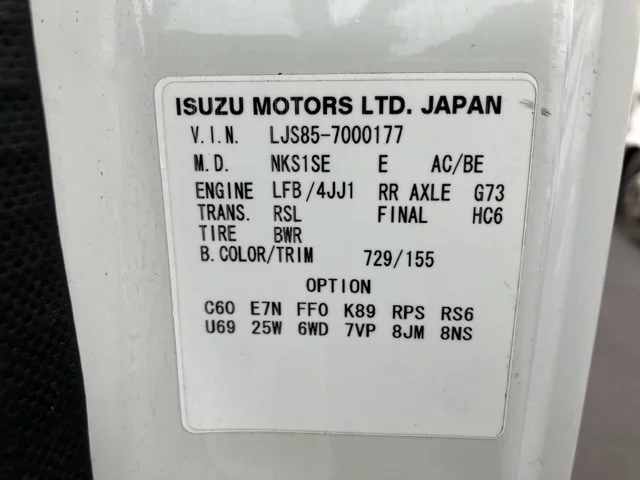 ISUZU MOTORS LTD. JAPAN
V.I.N. LJS85-7000177
M.D. NKS1SE E AC/BE
ENGINE LFB/4JJ1 RR AXLE G73
TRANS. RSL FINAL HC6
TIRE BWR
B.COLOR/TRIM 729/155
OPTION
C60 E7N FF0 K89 RPS RS6
U69 25W 6WD 7VP 8JM 8NS